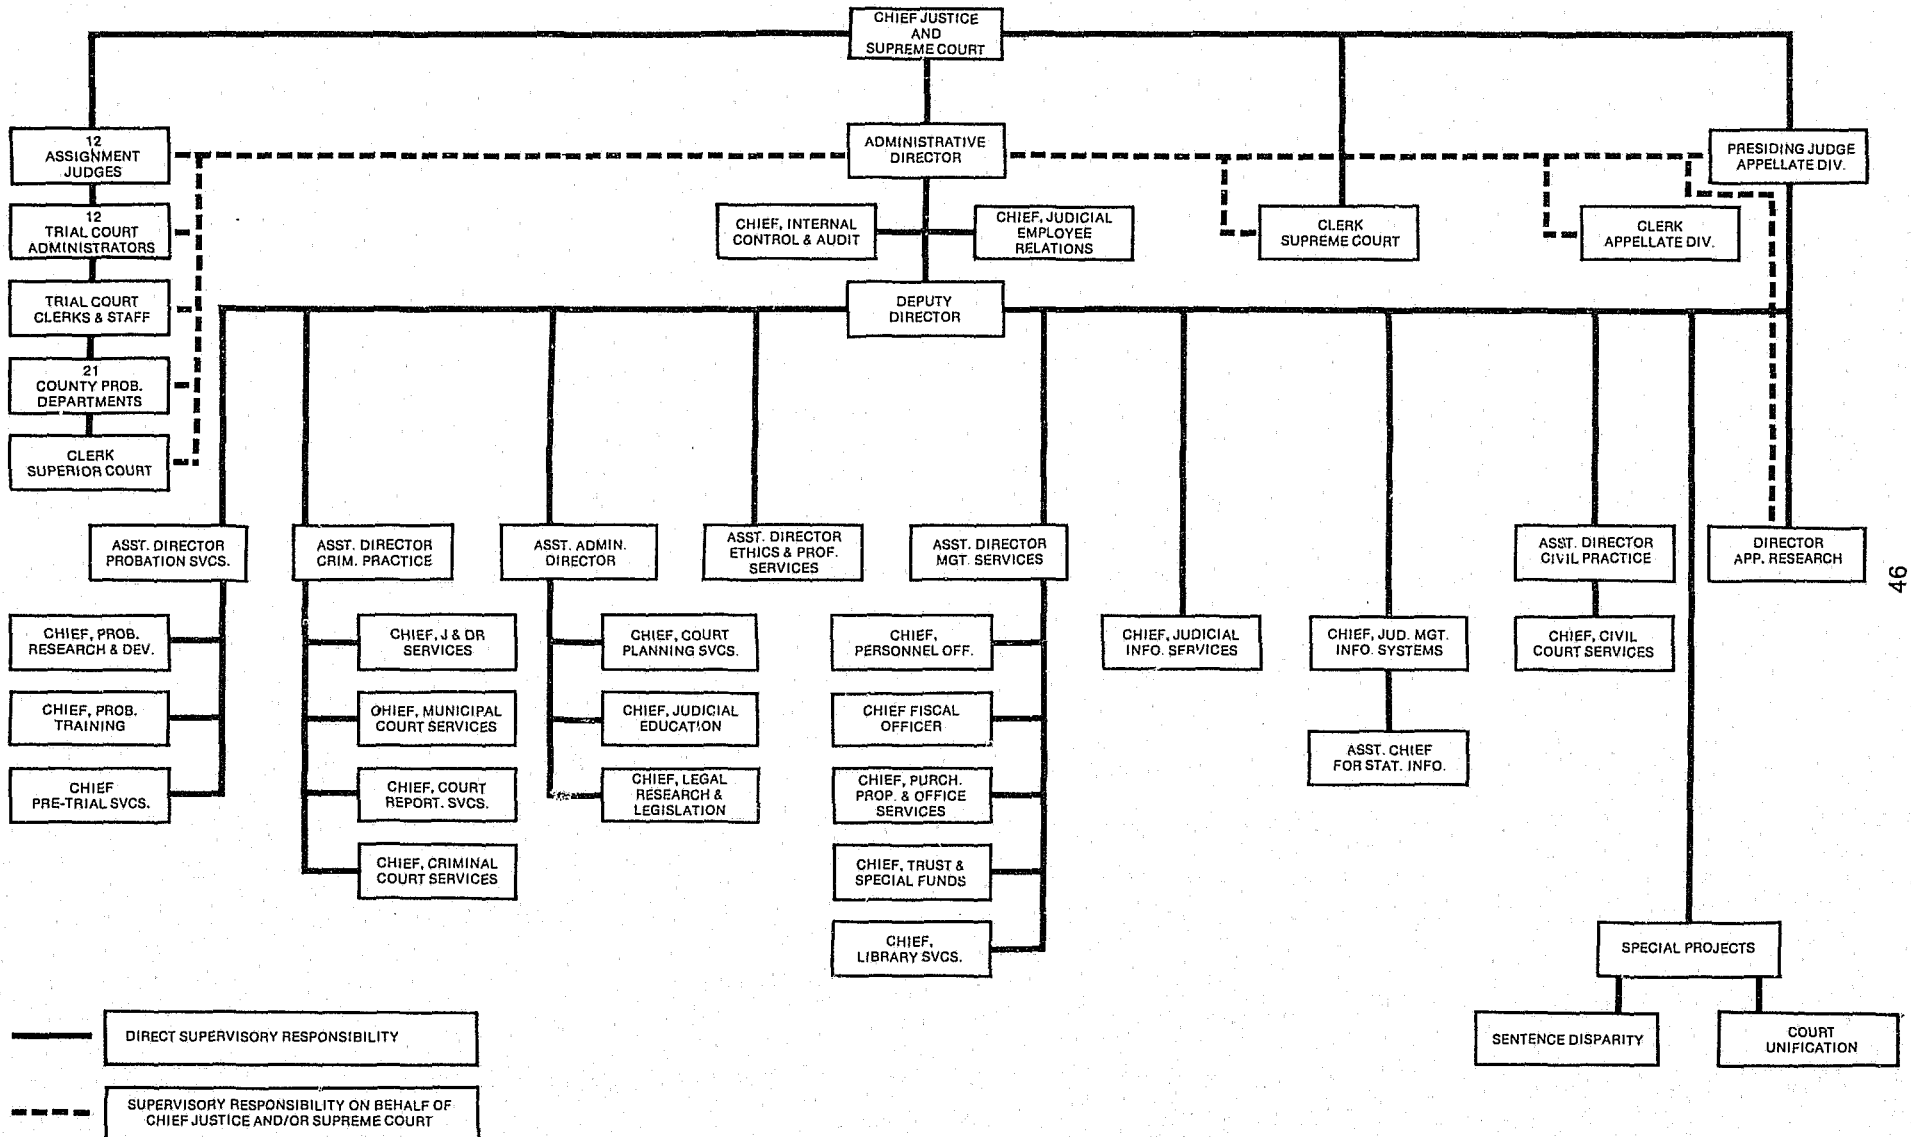 CHIEF JUSTICE
AND
SUPREME COURT
12
ASSIGNMENT
JUDGES
ADMINISTRATIVE
DIRECTOR
PRESIDING JUDGE
APPELLATE DIV.
12
TRIAL COURT
ADMINISTRATORS
CHIEF, INTERNAL
CONTROL & AUDIT
CHIEF, JUDICIAL
EMPLOYEE
RELATIONS
CLERK
SUPREME COURT
CLERK
APPELLATE DIV.
TRIAL COURT
CLERKS & STAFF
DEPUTY
DIRECTOR
21
COUNTY PROB.
DEPARTMENTS
CLERK
SUPERIOR COURT
ASST. DIRECTOR
PROBATION SVCS.
ASST. DIRECTOR
CRIM. PRACTICE
ASST. ADMIN.
DIRECTOR
ASST. DIRECTOR
ETHICS & PROF.
SERVICES
ASST. DIRECTOR
MGT. SERVICES
ASST. DIRECTOR
CIVIL PRACTICE
DIRECTOR
APP. RESEARCH
46
CHIEF, PROB.
RESEARCH & DEV.
CHIEF, J & DR
SERVICES
CHIEF, COURT
PLANNING SVCS.
CHIEF,
PERSONNEL OFF.
CHIEF, JUDICIAL
INFO. SERVICES
CHIEF, JUD. MGT.
INFO. SYSTEMS
CHIEF, CIVIL
COURT SERVICES
CHIEF, PROB.
TRAINING
CHIEF, MUNICIPAL
COURT SERVICES
CHIEF, JUDICIAL
EDUCATION
CHIEF FISCAL
OFFICER
ASST. CHIEF
FOR STAT. INFO.
CHIEF
PRE-TRIAL SVCS.
CHIEF, COURT
REPORT. SVCS.
CHIEF, LEGAL
RESEARCH &
LEGISLATION
CHIEF, PURCH.
PROP. & OFFICE
SERVICES
CHIEF, CRIMINAL
COURT SERVICES
CHIEF, TRUST &
SPECIAL FUNDS
CHIEF,
LIBRARY SVCS.
SPECIAL PROJECTS
SENTENCE DISPARITY
COURT
UNIFICATION
DIRECT SUPERVISORY RESPONSIBILITY
SUPERVISORY RESPONSIBILITY ON BEHALF OF
CHIEF JUSTICE AND/OR SUPREME COURT